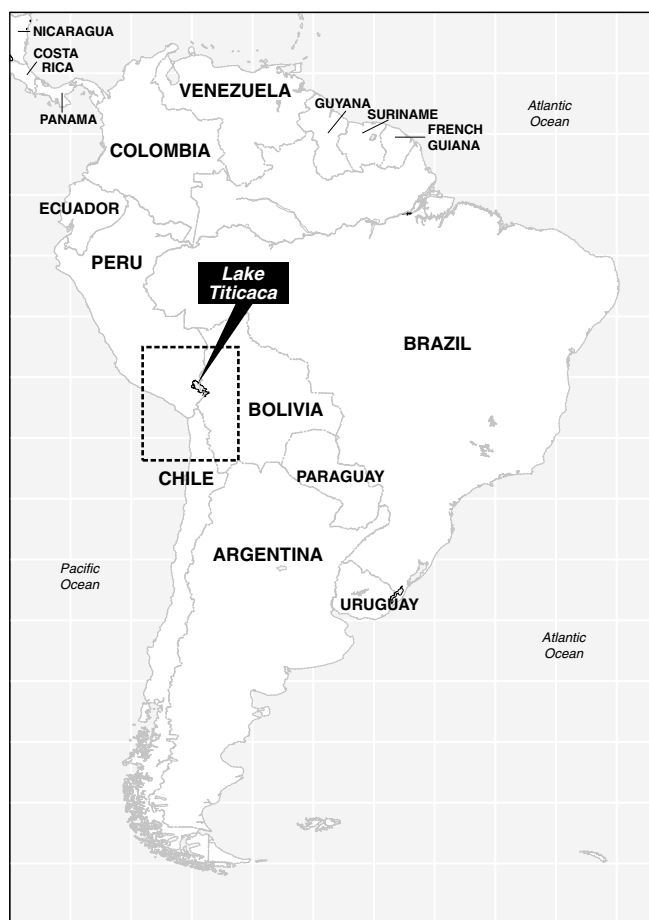 NICARAGUA
COSTA
RICA
PANAMA
VENEZUELA
GUYANA
SURINAME
FRENCH
GUIANA
Atlantic
Ocean
COLOMBIA
ECUADOR
PERU
Lake
Titicaca
BRAZIL
BOLIVIA
CHILE
PARAGUAY
ARGENTINA
Pacific
Ocean
URUGUAY
Atlantic
Ocean